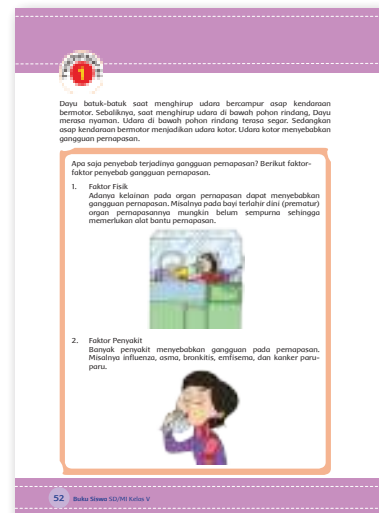 1
Dayu batuk-batuk saat menghirup udara bercampur asap kendaraan
bermotor. Sebaliknya, saat menghirup udara di bawah pohon rindang, Dayu
merasa nyaman. Udara di bawah pohon rindang terasa segar. Sedangkan
asap kendaraan bermotor menjadikan udara kotor. Udara kotor menyebabkan
gangguan pernapasan.
Apa saja penyebab terjadinya gangguan pernapasan? Berikut faktor-
faktor penyebab gangguan pernapasan.
1. Faktor Fisik
Adanya kelainan pada organ pernapasan dapat menyebabkan
gangguan pernapasan. Misalnya pada bayi terlahir dini (prematur)
organ pernapasannya mungkin belum sempurna sehingga
memerlukan alat bantu pernapasan.
2. Faktor Penyakit
Banyak penyakit menyebabkan gangguan pada pernapasan.
Misalnya influenza, asma, bronkitis, emfisema, dan kanker paru-
paru.
52 Buku Siswa SD/MI Kelas V